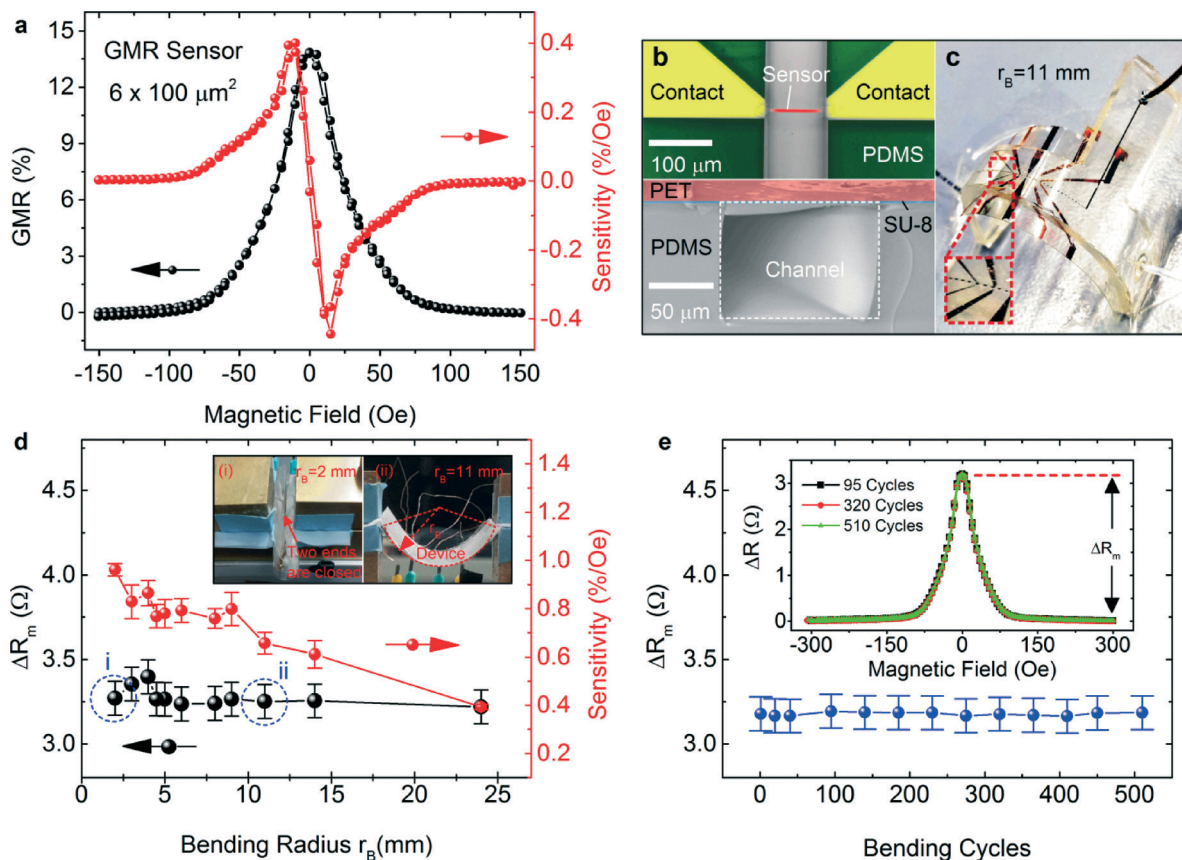 a
GMR Sensor
6 x 100 μm²
15
12
9
6
3
0
GMR (%)
0.4
0.2
0.0
-0.2
-0.4
Sensitivity (%/Oe)
-150 -100 -50 0 50 100 150
Magnetic Field (Oe)
b
Sensor
Contact Contact
100 μm
PDMS
PET
SU-8
PDMS
Channel
50 μm
c
r_B=11 mm
d
4.5
4.0
3.5
3.0
ΔR_m (Ω)
(i)
r_B=2 mm
Two ends
are closed
(ii)
r_B=11 mm
r_B
Device
i
ii
1.4
1.2
1.0
0.8
0.6
0.4
0.2
Sensitivity (%/Oe)
0 5 10 15 20 25
Bending Radius r_B(mm)
e
4.5
4.0
3.5
3.0
ΔR_m (Ω)
3
2
1
0
ΔR (Ω)
95 Cycles
320 Cycles
510 Cycles
ΔR_m
-300 -150 0 150 300
Magnetic Field (Oe)
0 100 200 300 400 500
Bending Cycles